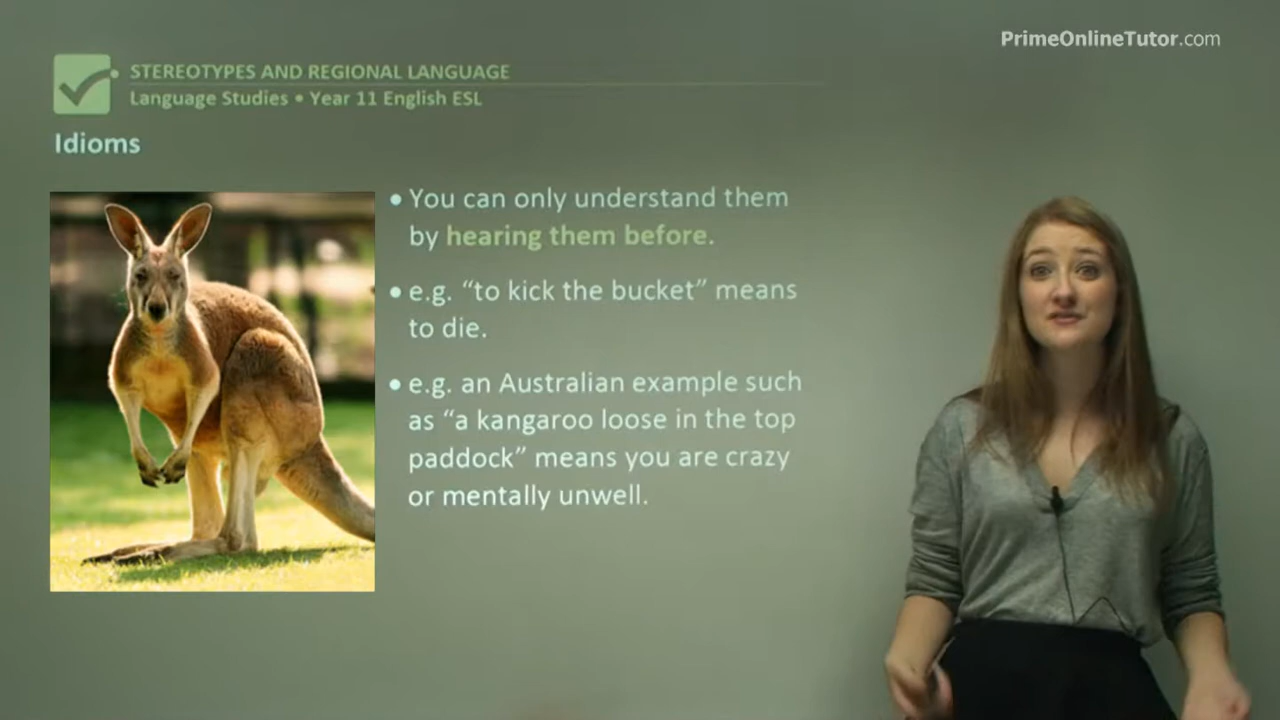 PrimeOnlineTutor.com
STEREOTYPES AND REGIONAL LANGUAGE
Language Studies • Year 11 English ESL
Idioms
• You can only understand them
by hearing them before.
• e.g. “to kick the bucket” means
to die.
• e.g. an Australian example such
as “a kangaroo loose in the top
paddock” means you are crazy
or mentally unwell.